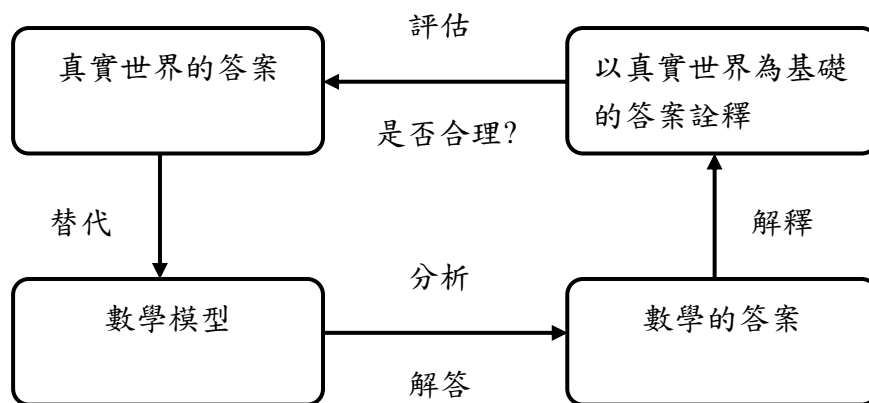 評估
真實世界的答案
以真實世界為基礎
的答案詮釋
是否合理?
替代
解釋
分析
數學模型
數學的答案
解答